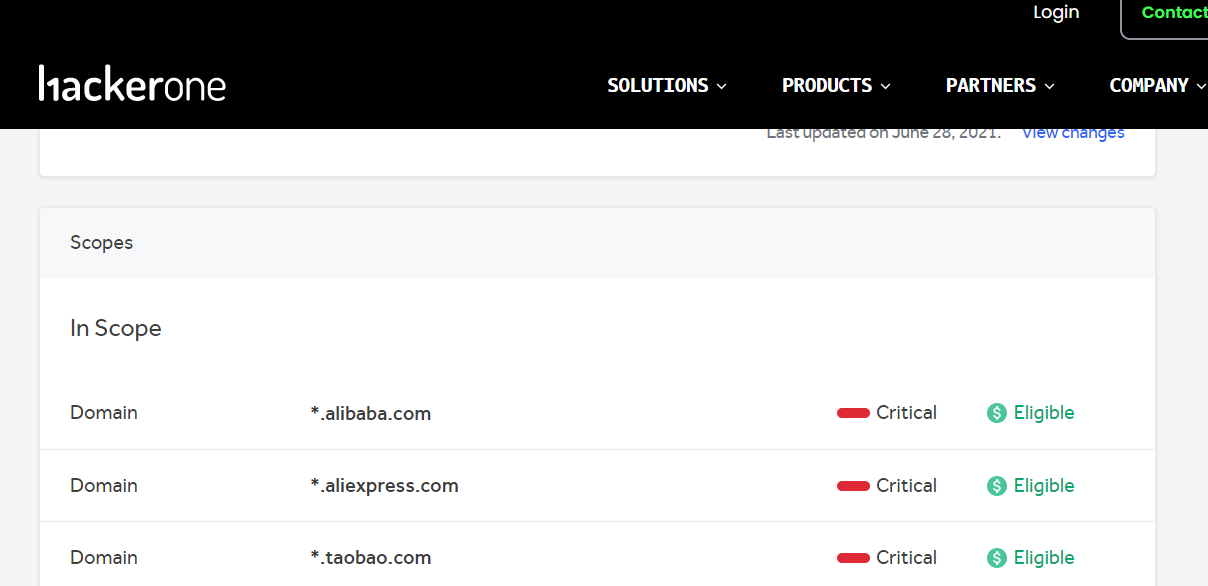 Login
Contact
hackerone
SOLUTIONS
PRODUCTS
PARTNERS
COMPANY
Last updated on June 28, 2021. View changes
Scopes
In Scope
Domain *.alibaba.com Critical $ Eligible
Domain *.aliexpress.com Critical $ Eligible
Domain *.taobao.com Critical $ Eligible